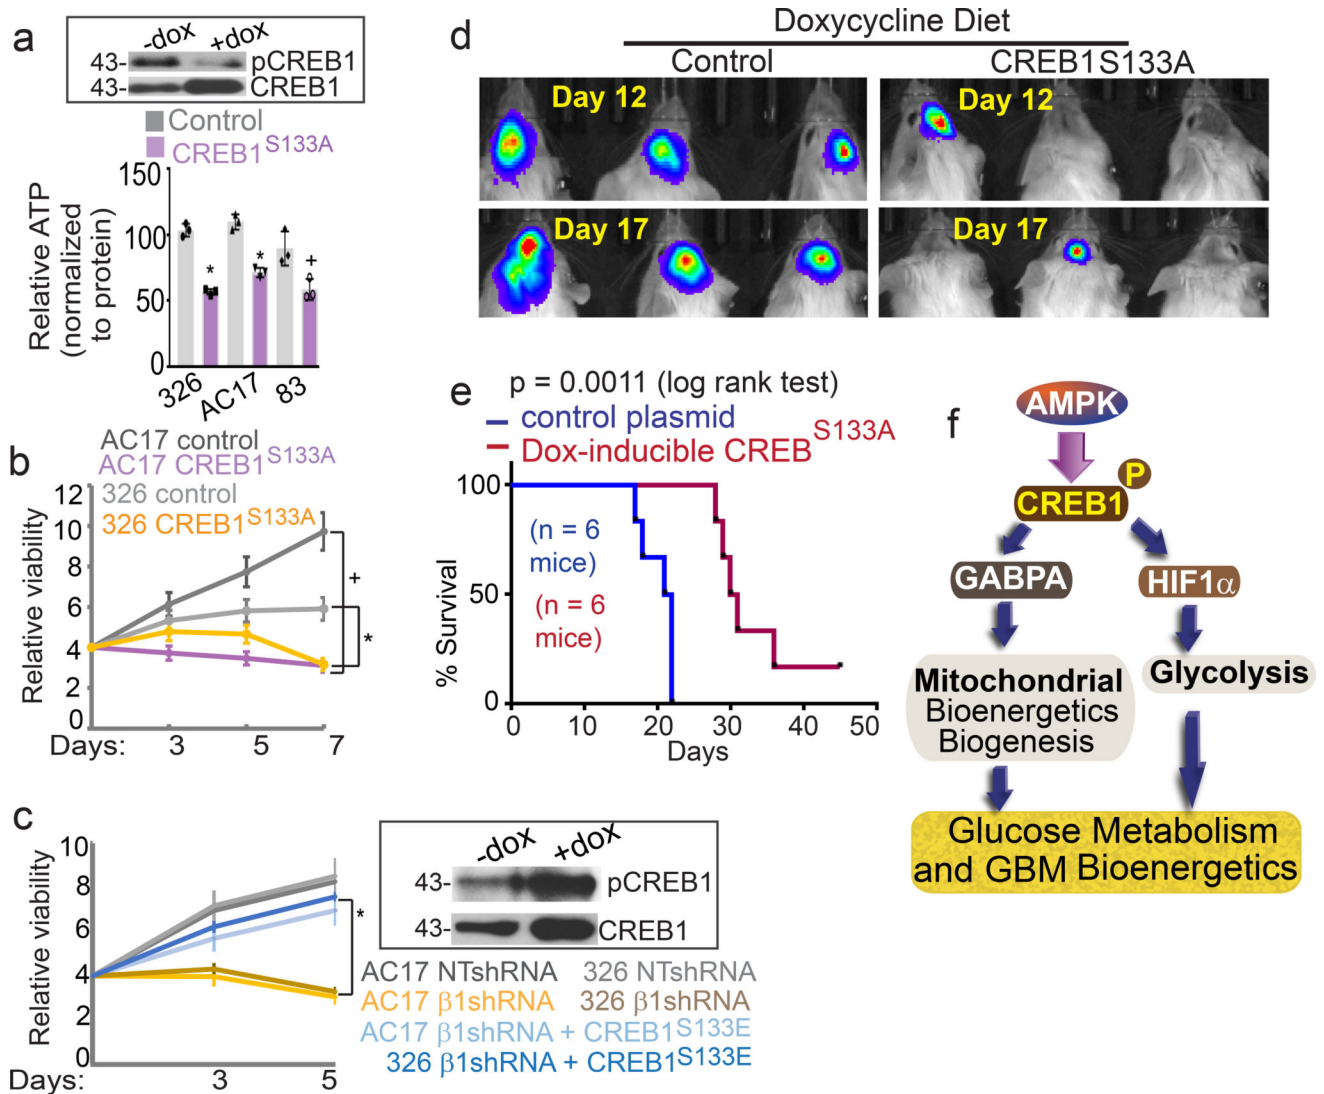 a
-dox +dox
43- pCREB1
43- CREB1
Control
CREB1S133A
Relative ATP
(normalized
to protein)
150
100
50
0
* * +
326 AC17 83
b
AC17 control
AC17 CREB1S133A
326 control
326 CREB1S133A
Relative viability
12
10
8
6
4
2
0
+
*
Days: 3 5 7
c
Relative viability
10
8
6
4
2
0
*
Days: 3 5
-dox +dox
43- pCREB1
43- CREB1
AC17 NTshRNA 326 NTshRNA
AC17 β1shRNA 326 β1shRNA
AC17 β1shRNA + CREB1S133E
326 β1shRNA + CREB1S133E
d
Doxycycline Diet
Control CREB1S133A
Day 12 Day 12
Day 17 Day 17
e
p = 0.0011 (log rank test)
control plasmid
Dox-inducible CREBS133A
% Survival
100
50
0
(n = 6
mice)
(n = 6
mice)
0 10 20 30 40 50
Days
f
AMPK
P
CREB1
GABPA HIF1α
Mitochondrial
Bioenergetics
Biogenesis
Glycolysis
Glucose Metabolism
and GBM Bioenergetics